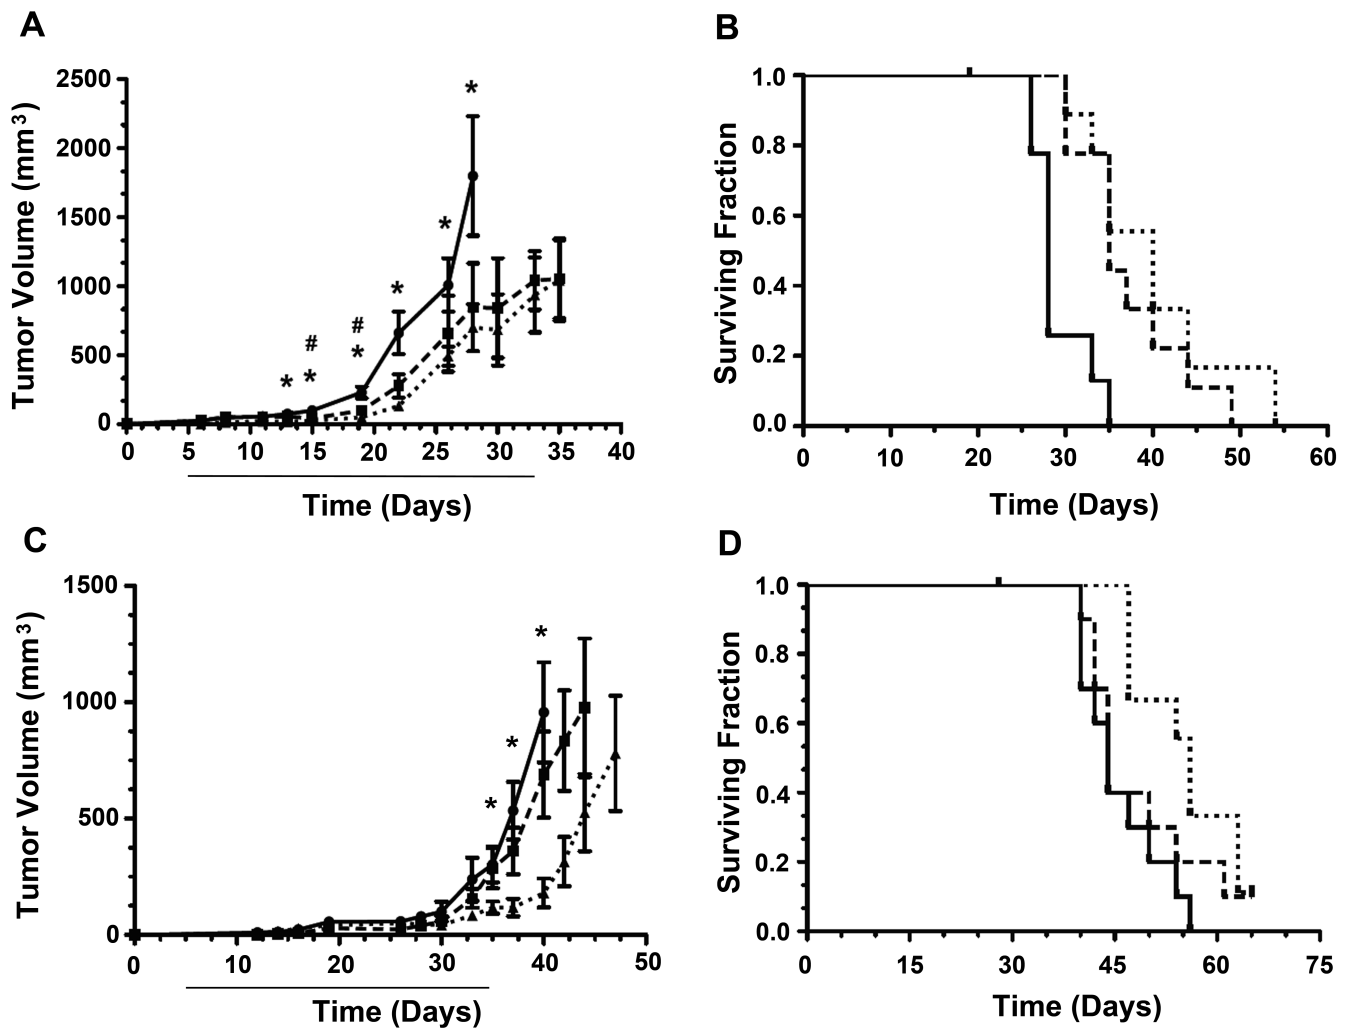 A
Tumor Volume (mm3)
2500
2000
1500
1000
500
0
* * # * # * * *
0 5 10 15 20 25 30 35 40
Time (Days)
B
Surviving Fraction
1.0
0.8
0.6
0.4
0.2
0.0
0 10 20 30 40 50 60
Time (Days)
C
Tumor Volume (mm3)
1500
1000
500
0
* * *
0 10 20 30 40 50
Time (Days)
D
Surviving Fraction
1.0
0.8
0.6
0.4
0.2
0.0
0 15 30 45 60 75
Time (Days)